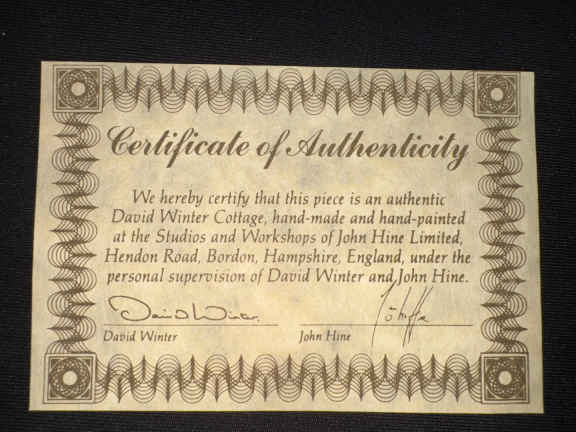 Certificate of Authenticity
We hereby certify that this piece is an authentic
David Winter Cottage, hand-made and hand-painted
at the Studios and Workshops of John Hine Limited,
Hendon Road, Bordon, Hampshire, England, under the
personal supervision of David Winter and John Hine.
David Winter
David Winter
John Hine